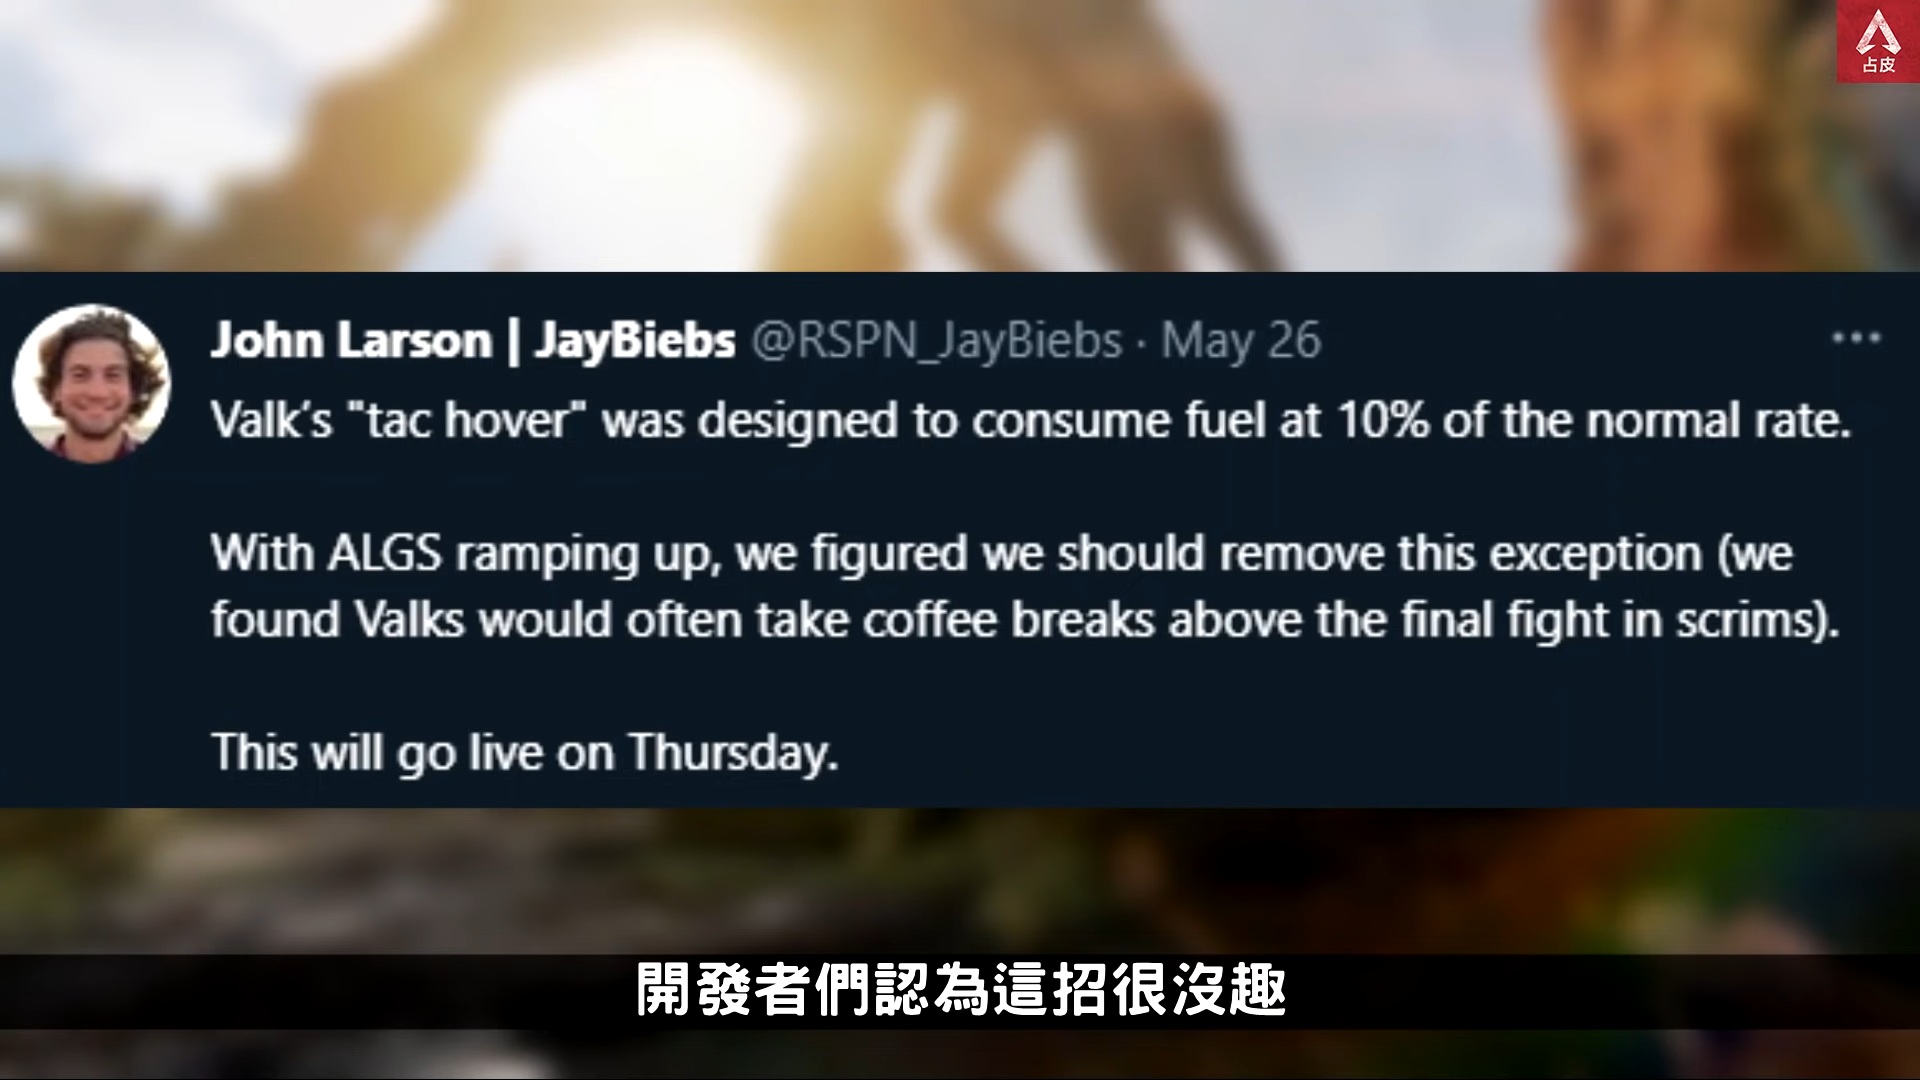 占皮
John Larson | JayBiebs @RSPN_JayBiebs · May 26
Valk’s "tac hover" was designed to consume fuel at 10% of the normal rate.
With ALGS ramping up, we figured we should remove this exception (we
found Valks would often take coffee breaks above the final fight in scrims).
This will go live on Thursday.
開發者們認為這招很沒趣